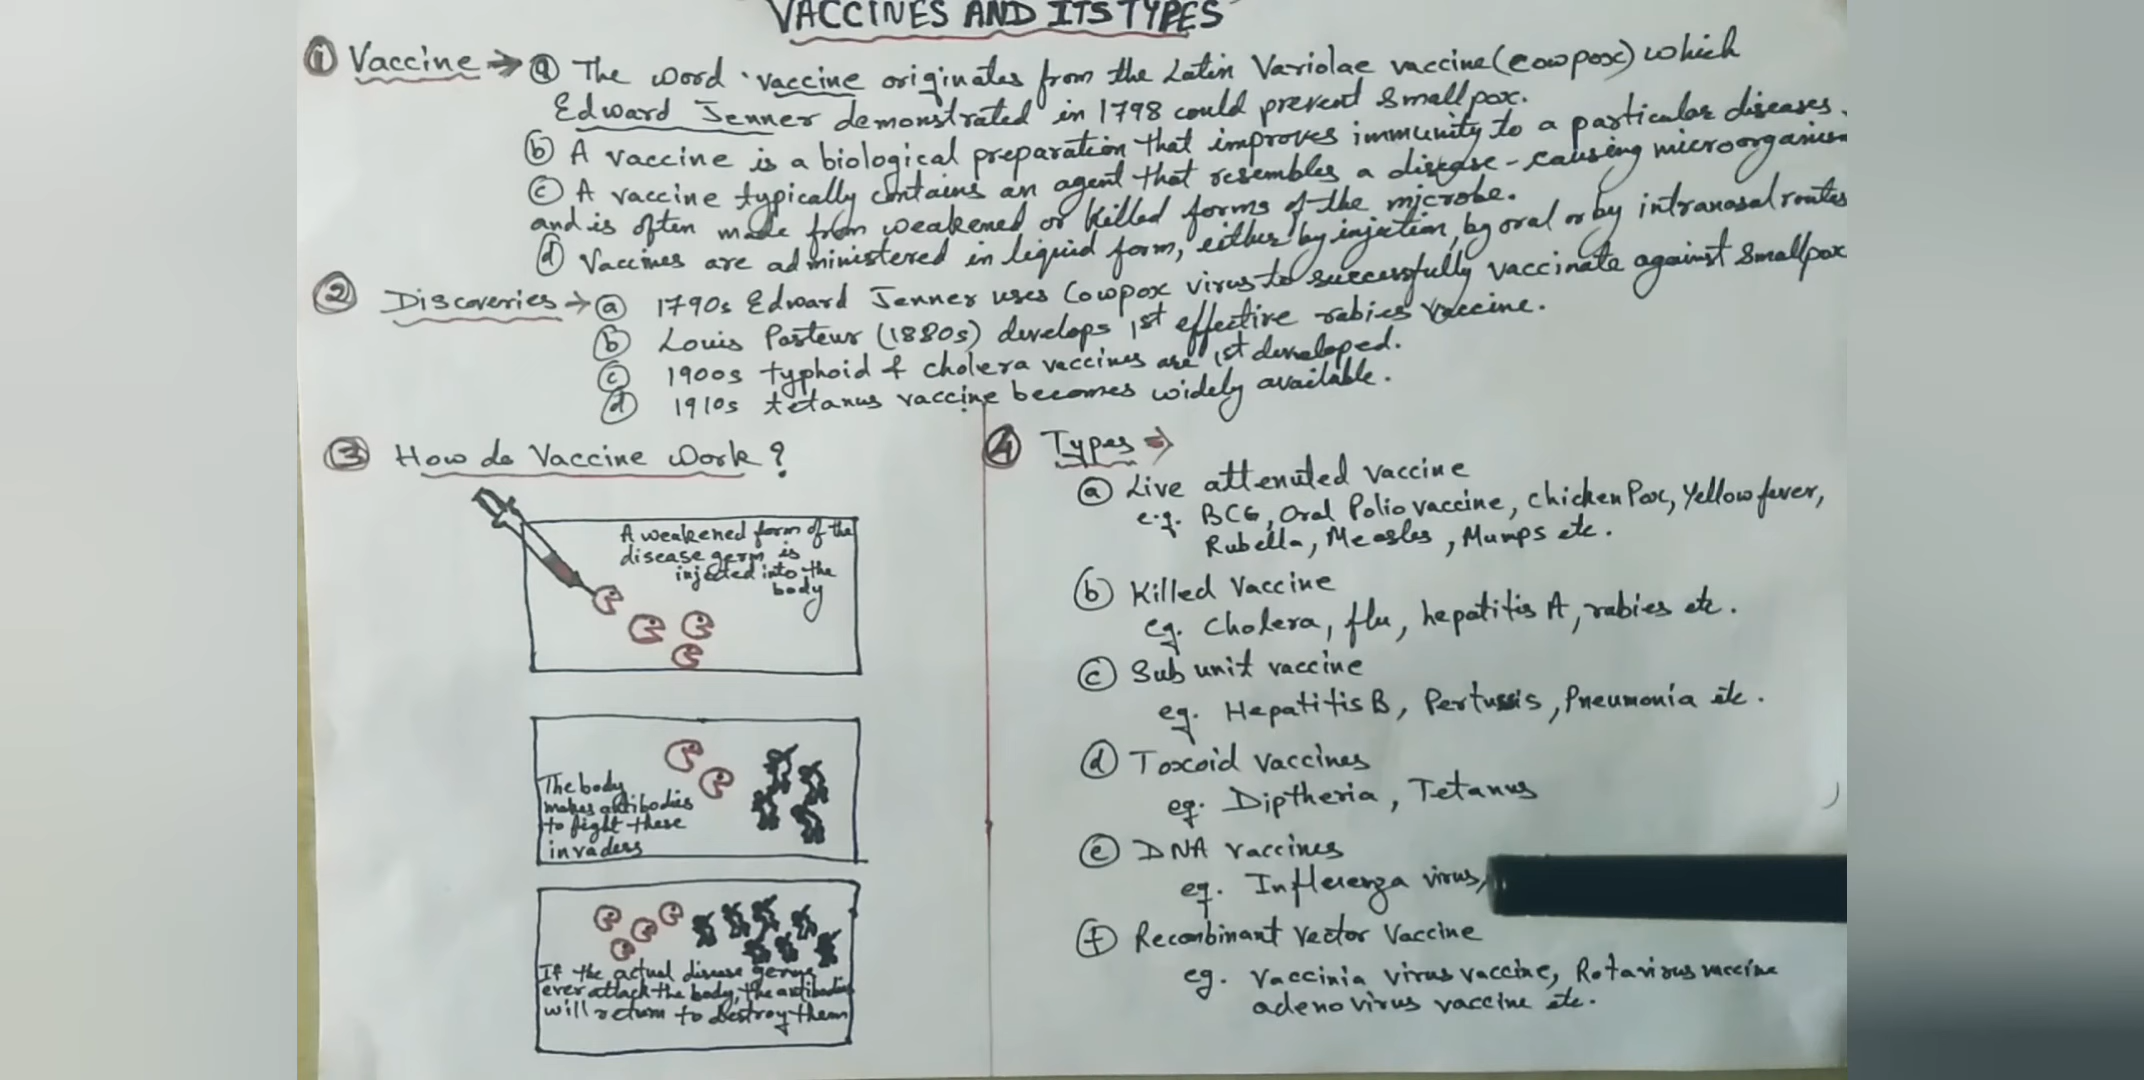 VACCINES AND ITS TYPES
① Vaccine → ⓐ The word 'vaccine originates from the Latin Variolae vaccine (cowpox) which
Edward Jenner demonstrated in 1798 could prevent smallpox.
ⓑ A vaccine is a biological preparation that improves immunity to a particular diseases.
ⓒ A vaccine typically contains an agent that resembles a disease-causing microorganism
and is often made from weakened or killed forms of the microbe.
ⓓ Vaccines are administered in liquid form, either by injection, by oral or by intranasal routes
② Discoveries → ⓐ 1790s Edward Jenner uses Cowpox virus to successfully vaccinate against smallpox
ⓑ Louis Pasteur (1880s) develops 1st effective rabies vaccine.
ⓒ 1900s typhoid & cholera vaccines are 1st developed.
ⓓ 1910s tetanus vaccine becomes widely available.
③ How do Vaccine Work?
A weakened form of the
disease germ is
injected into the
body
The body
makes antibodies
to fight these
invaders
If the actual disease germs
ever attack the body, the antibodies
will return to destroy them
④ Types ⇒
ⓐ Live attenuted vaccine
e.g. BCG, Oral Polio vaccine, chicken Pox, Yellow fever,
Rubella, Measles, Mumps etc.
ⓑ Killed Vaccine
eg. Cholera, flu, hepatitis A, rabies etc.
ⓒ Sub unit vaccine
eg. Hepatitis B, Pertussis, Pneumonia etc.
ⓓ Toxoid vaccines
eg. Diptheria, Tetanus
ⓔ DNA vaccines
eg. Influenza virus,
ⓕ Recombinant Vector Vaccine
eg. Vaccinia virus vaccine, Rotavirus vaccine
adenovirus vaccine etc.